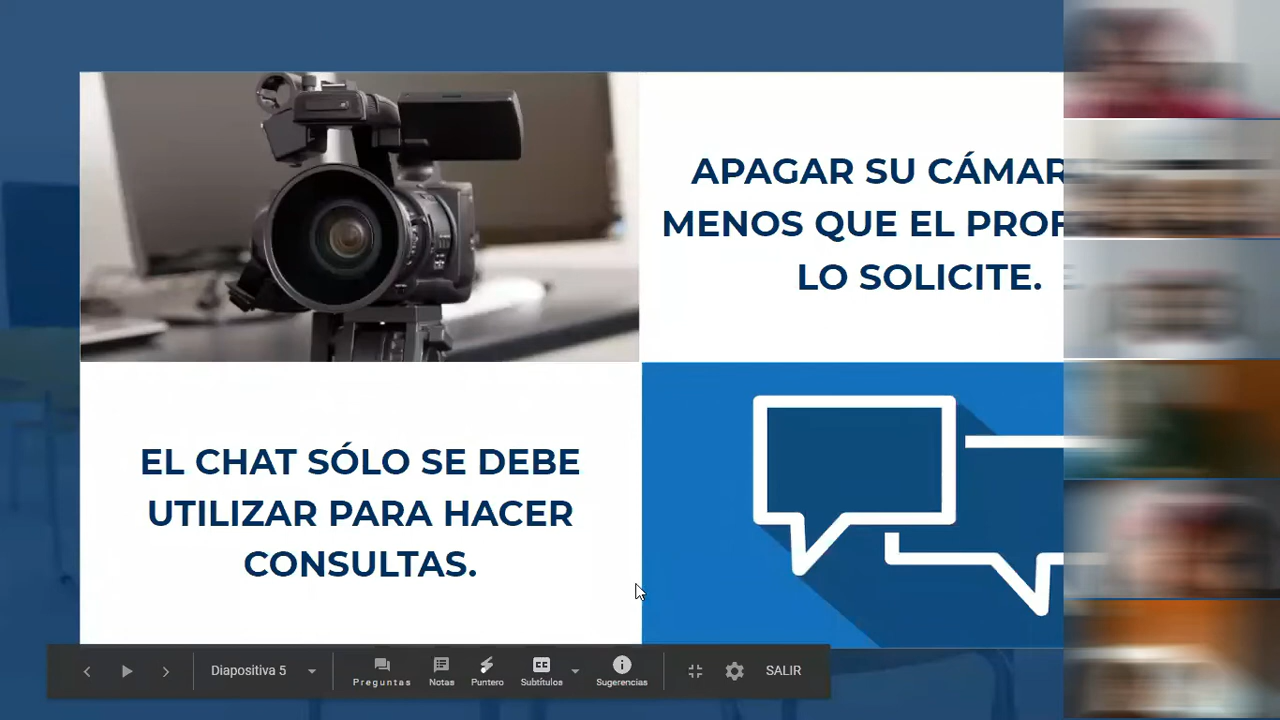 APAGAR SU CÁMAR
MENOS QUE EL PROF
LO SOLICITE.
EL CHAT SÓLO SE DEBE
UTILIZAR PARA HACER
CONSULTAS.
Diapositiva 5
Preguntas
Notas
Puntero
Subtítulos
Sugerencias
SALIR